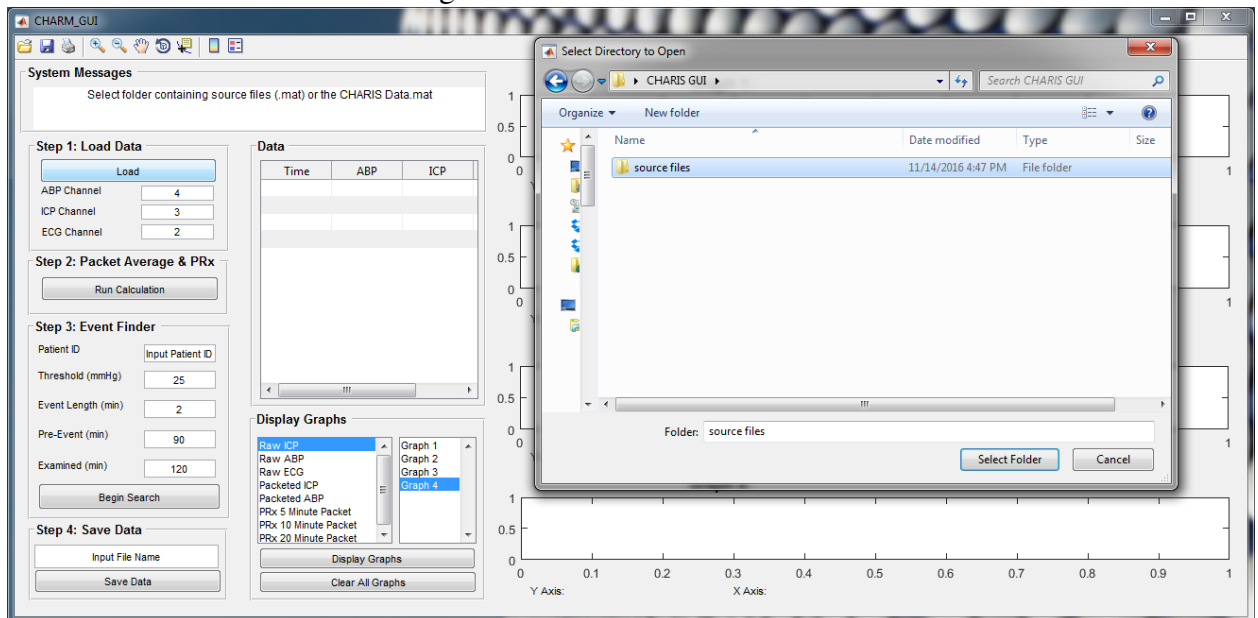 CHARM_GUI
System Messages
Select folder containing source files (.mat) or the CHARIS Data.mat
Step 1: Load Data
Load
ABP Channel 4
ICP Channel 3
ECG Channel 2
Step 2: Packet Average & PRx
Run Calculation
Step 3: Event Finder
Patient ID Input Patient ID
Threshold (mmHg) 25
Event Length (min) 2
Pre-Event (min) 90
Examined (min) 120
Begin Search
Step 4: Save Data
Input File Name
Save Data
Data
Time ABP ICP
Display Graphs
Raw ICP Graph 1
Raw ABP Graph 2
Raw ECG Graph 3
Packeted ICP Graph 4
Packeted ABP
PRx 5 Minute Packet
PRx 10 Minute Packet
PRx 20 Minute Packet
Display Graphs
Clear All Graphs
Select Directory to Open
CHARIS GUI
Search CHARIS GUI
Organize New folder
Name Date modified Type Size
source files 11/14/2016 4:47 PM File folder
Folder: source files
Select Folder Cancel
1
0.5
0
0 1
1
0.5
0
0 1
1
0.5
0
0 1
1
0.5
0
0 0.1 0.2 0.3 0.4 0.5 0.6 0.7 0.8 0.9 1
Y Axis: X Axis: